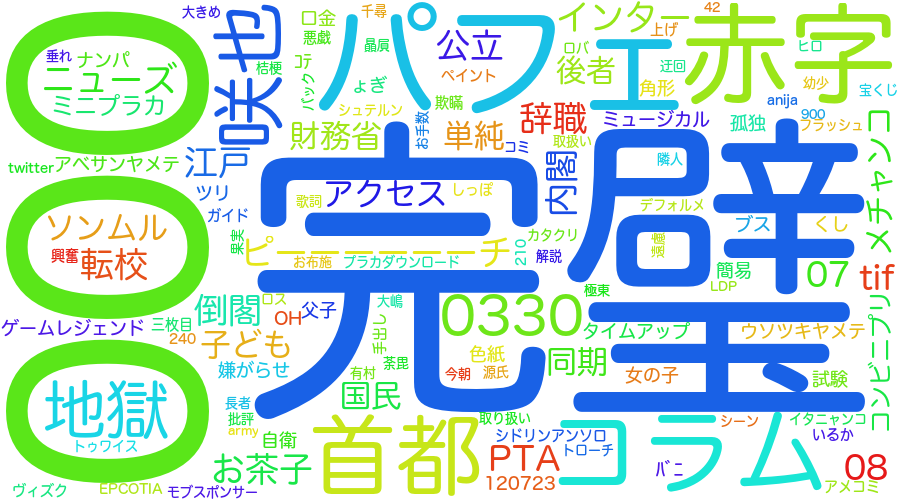 大きめ
咲也
千尋
口金
悪戯
贔屓
コテ
バック
桔梗
パフェ
公立
ペイント
インター
上げ
42
赤字
ヒロ
ロバ
後者
迂回
角形
幼少
宝くじ
anija
900
フラッシュ
垂れ
ナンパ
ニューズ
ミニプラカ
ょぎ
シュテルン
欺瞞
お手数
財務省
単純
辞職
ミュージカル
取扱い
コミ
孤独
メチャンコ
twitter
アベサンヤメテ
江戸
ツリ
ガイド
000
完璧
アクセス
歌詞
しっぽ
内閣
隣人
デフォルメ
ブス
くし
遠慮
ソンムル
興奮
転校
果実
ピーーーーーーーチ
カタクリ
210
解説
お布施
プラカダウンロード
簡易
LDP
07
tif
極東
倒閣
ロス
OH
父子
大嶋
0330
タイムアップ
ウソツキヤメテ
ゲームレジェンド
三枚目
240
子ども
手出し
茶毘
同期
嫌がらせ
有村
今朝
色紙
源氏
女の子
試験
コンビニプリ
地獄
トゥワイス
国民
長者
批評
army
自衛
首都
取り扱い
コラム
シーン
イタニャンコ
いるか
シドリンアンソロ
トローチ
お茶子
PTA
120723
バニ
08
アメコミ
ヴィズク
EPCOTIA
モブスポンサー